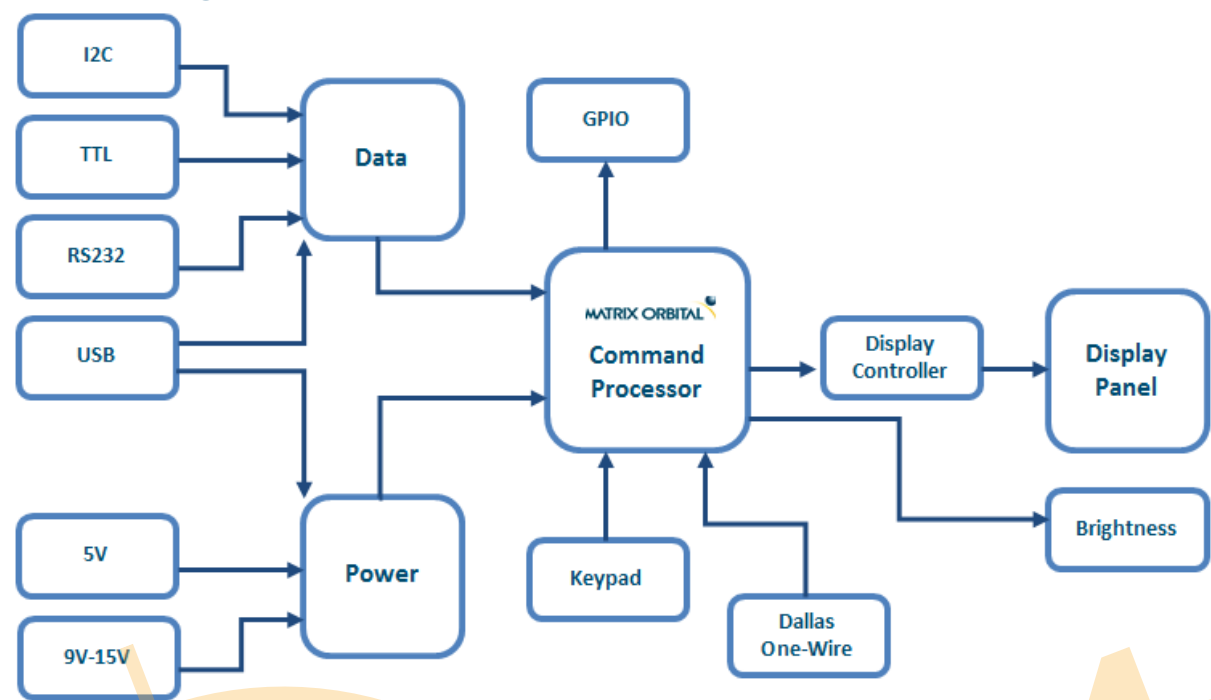 I2C
TTL
RS232
USB
Data
5V
9V-15V
Power
GPIO
MATRIX ORBITAL
Command
Processor
Keypad
Dallas
One-Wire
Display
Controller
Display
Panel
Brightness